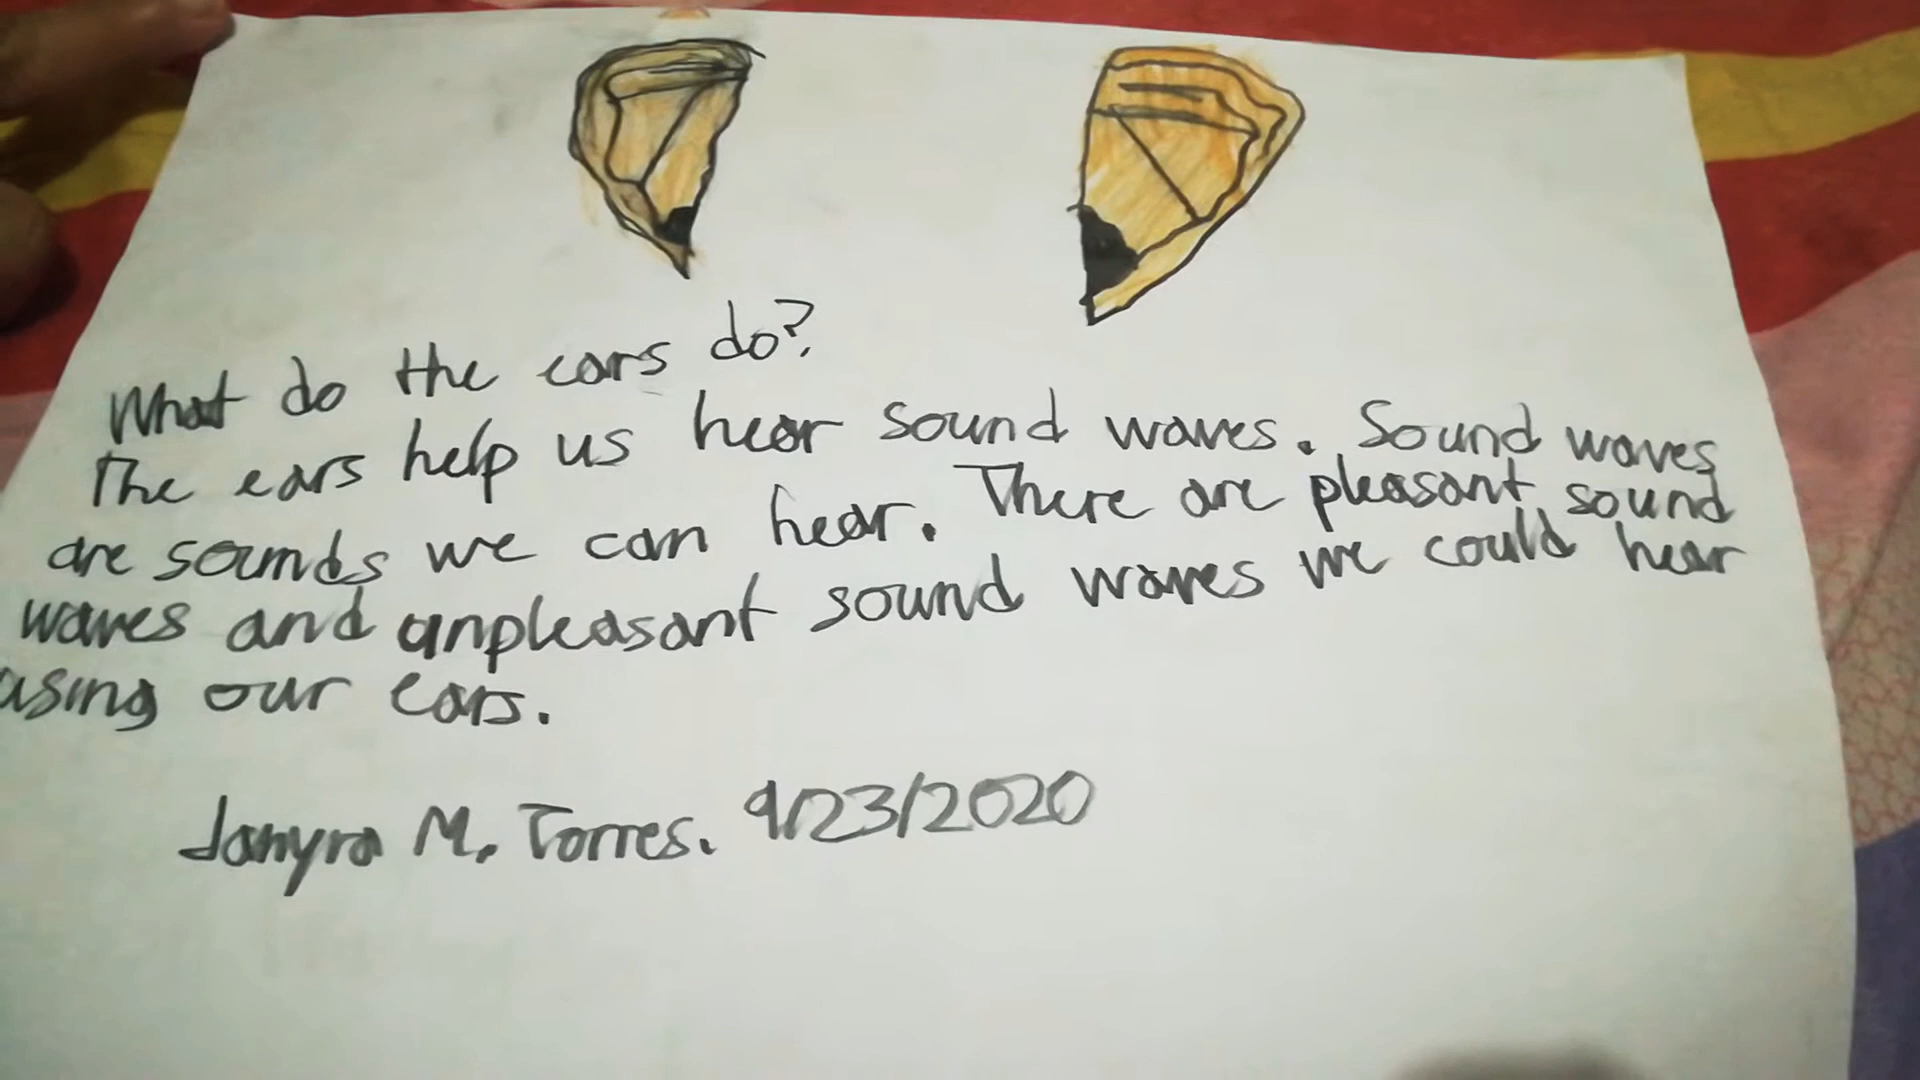 What do the ears do?
The ears help us hear sound waves. Sound waves
are sounds we can hear. There are pleasant sound
waves and unpleasant sound waves we could hear
using our ears.
Janyra M. Torres. 9/23/2020